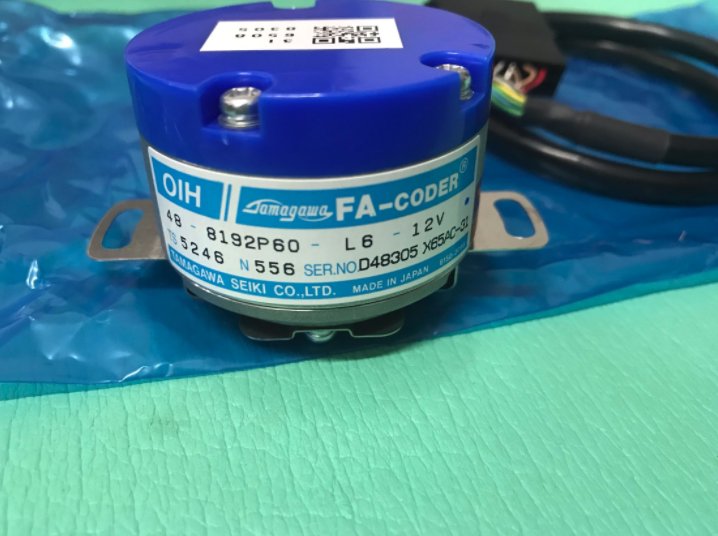 OIH Tamagawa FA-CODER®
48 - 8192P60 - L6 - 12V
TS 5246 N 556 SER.NO.D48305 X65AC-31
TAMAGAWA SEIKI CO.,LTD. MADE IN JAPAN